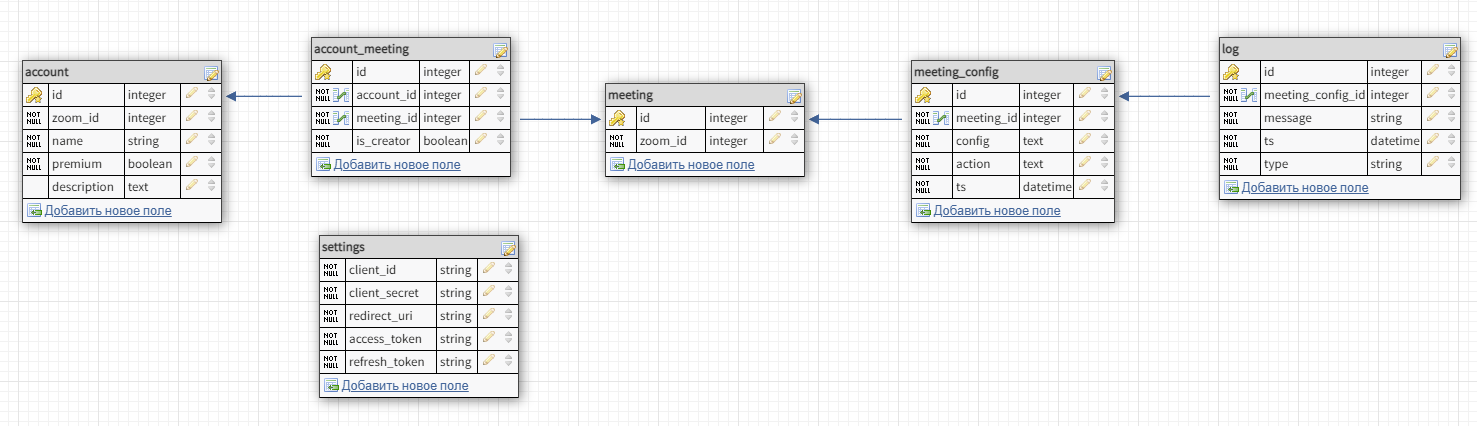 account
id integer
NOT NULL zoom_id integer
NOT NULL name string
NOT NULL premium boolean
description text
Добавить новое поле
account_meeting
id integer
NOT NULL account_id integer
NOT NULL meeting_id integer
NOT NULL is_creator boolean
Добавить новое поле
meeting
id integer
NOT NULL zoom_id integer
Добавить новое поле
meeting_config
id integer
NOT NULL meeting_id integer
NOT NULL config text
NOT NULL action text
NOT NULL ts datetime
Добавить новое поле
log
id integer
NOT NULL meeting_config_id integer
NOT NULL message string
NOT NULL ts datetime
NOT NULL type string
Добавить новое поле
settings
NOT NULL client_id string
NOT NULL client_secret string
NOT NULL redirect_uri string
NOT NULL access_token string
NOT NULL refresh_token string
Добавить новое поле